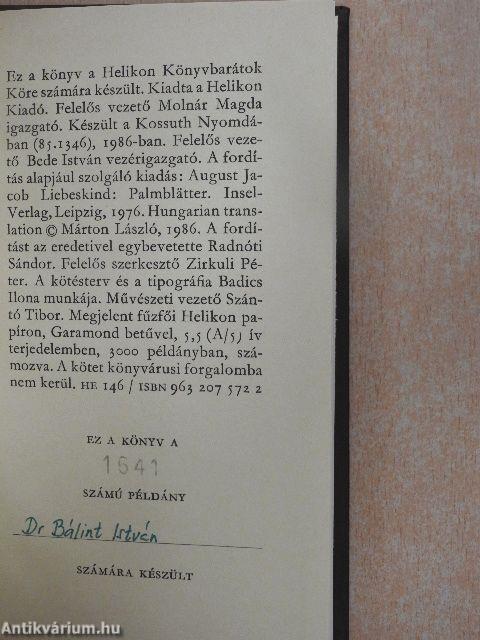 Ez a könyv a Helikon Könyvbarátok
Köre számára készült. Kiadta a Helikon
Kiadó. Felelős vezető Molnár Magda
igazgató. Készült a Kossuth Nyomdá-
ban (85.1346), 1986-ban. Felelős veze-
tő Bede István vezérigazgató. A fordí-
tás alapjául szolgáló kiadás: August Ja-
cob Liebeskind: Palmblätter. Insel-
Verlag, Leipzig, 1976. Hungarian trans-
lation © Márton László, 1986. A fordí-
tást az eredetivel egybevetette Radnóti
Sándor. Felelős szerkesztő Zirkuli Pé-
ter. A kötésterv és a tipográfia Badics
Ilona munkája. Művészeti vezető Szán-
tó Tibor. Megjelent fűzfői Helikon pa-
píron, Garamond betűvel, 5,5 (A/5) ív
terjedelemben, 3000 példányban, szá-
mozva. A kötet könyvárusi forgalomba
nem kerül. HE 146 / ISBN 963 207 572 2
EZ A KÖNYV A
1641
SZÁMÚ PÉLDÁNY
Dr Bálint István
SZÁMÁRA KÉSZÜLT
Antikvárium.hu